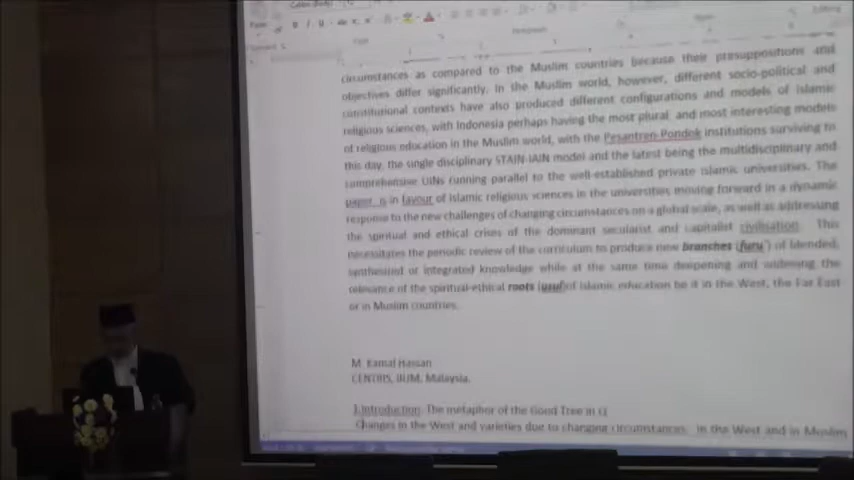 circumstances as compared to the Muslim countries because their presuppositions and
objectives differ significantly. In the Muslim world, however, different socio-political and
constitutional contexts have also produced different configurations and models of Islamic
religious sciences, with Indonesia perhaps having the most plural and most interesting models
of religious education in the Muslim world, with the Pesantren-Pondok institutions surviving to
this day, the single disciplinary STAIN-IAIN model and the latest being the multidisciplinary and
comprehensive UINs running parallel to the well-established private Islamic universities. The
paper is in favour of Islamic religious sciences in the universities moving forward in a dynamic
response to the new challenges of changing circumstances on a global scale, as well as addressing
the spiritual and ethical crises of the dominant secularist and capitalist civilisation. This
necessitates the periodic review of the curriculum to produce new branches (furu`) of blended,
synthesized or integrated knowledge while at the same time deepening and widening the
relevance of the spiritual-ethical roots (usul) of Islamic education be it in the West, the Far East
or in Muslim countries.
M. Kamal Hassan
CENTRIS, IIUM, Malaysia.
1.Introduction: The metaphor of the Good Tree in
Changes in the West and varieties due to changing circumstances: in the West and in Muslim